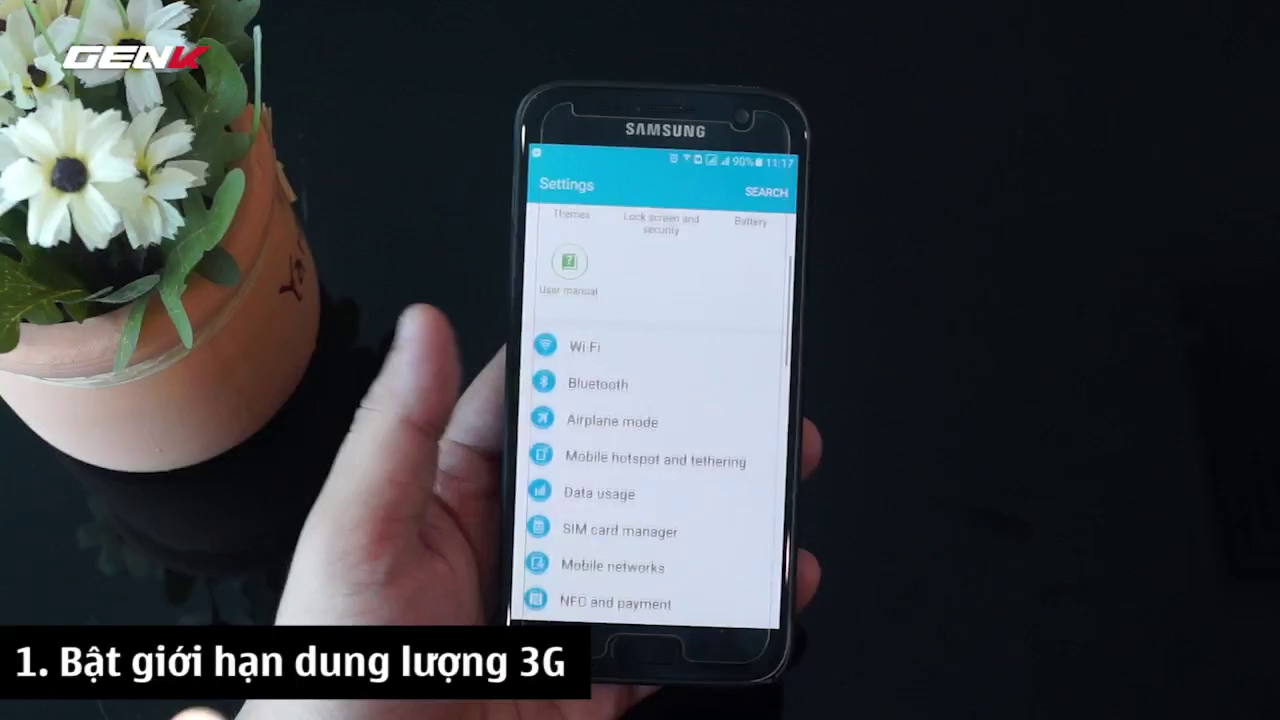 GENK
SAMSUNG
90% 11:17
Settings
SEARCH
Themes
Lock screen and security
Battery
User manual
Wi-Fi
Bluetooth
Airplane mode
Mobile hotspot and tethering
Data usage
SIM card manager
Mobile networks
NFC and payment
1. Bật giới hạn dung lượng 3G